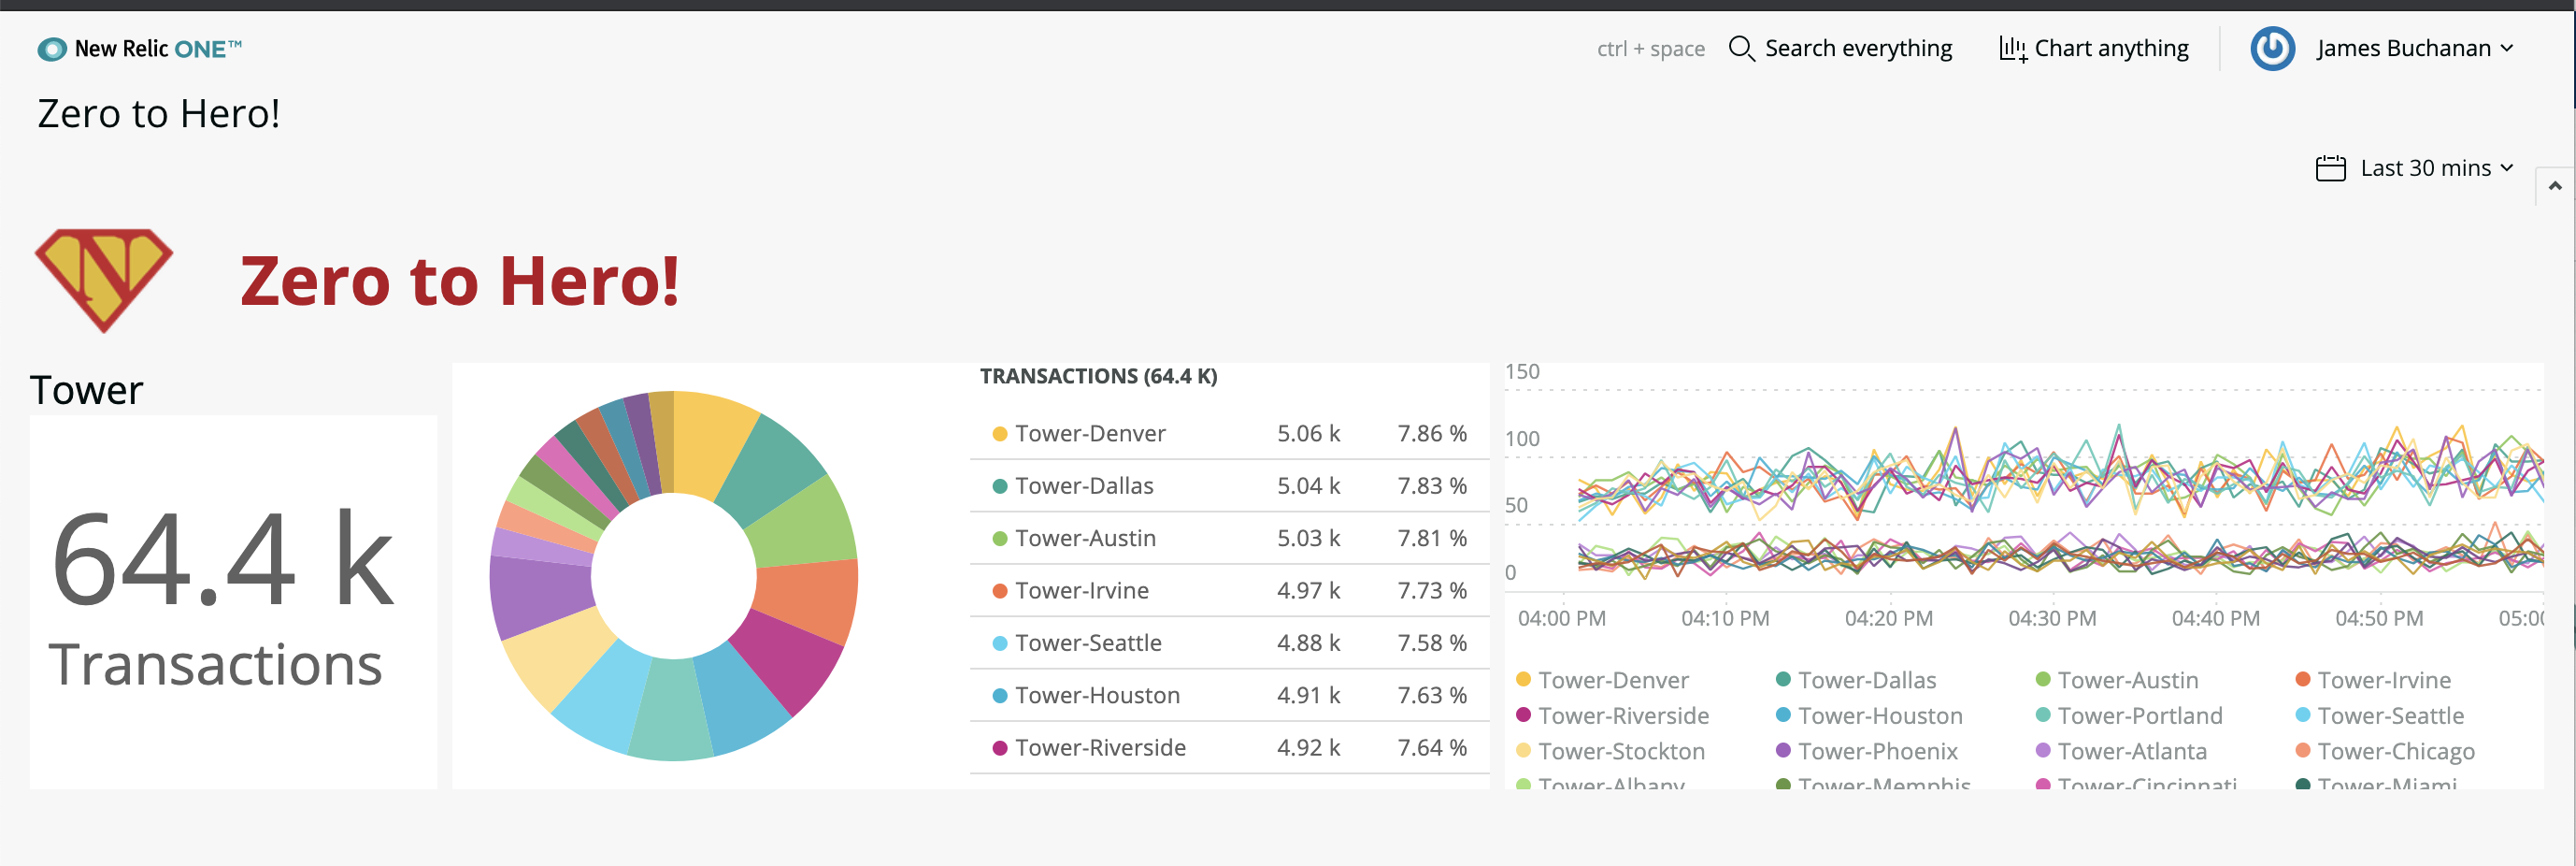 New Relic ONE™
ctrl + space Search everything Chart anything James Buchanan
Zero to Hero!
Last 30 mins
N
Zero to Hero!
Tower
64.4 k
Transactions
TRANSACTIONS (64.4 K)
Tower-Denver 5.06 k 7.86 %
Tower-Dallas 5.04 k 7.83 %
Tower-Austin 5.03 k 7.81 %
Tower-Irvine 4.97 k 7.73 %
Tower-Seattle 4.88 k 7.58 %
Tower-Houston 4.91 k 7.63 %
Tower-Riverside 4.92 k 7.64 %
150
100
50
0
04:00 PM 04:10 PM 04:20 PM 04:30 PM 04:40 PM 04:50 PM 05:00
Tower-Denver Tower-Dallas Tower-Austin Tower-Irvine
Tower-Riverside Tower-Houston Tower-Portland Tower-Seattle
Tower-Stockton Tower-Phoenix Tower-Atlanta Tower-Chicago
Tower-Albany Tower-Memphis Tower-Cincinnati Tower-Miami